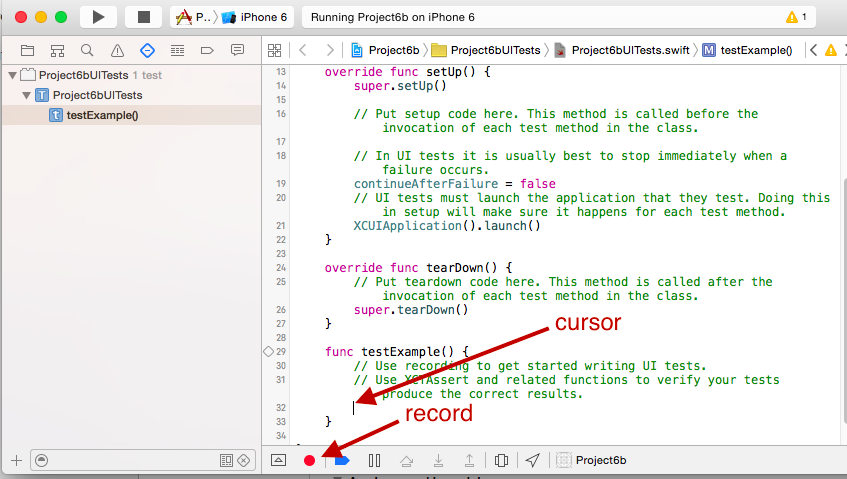 P.. iPhone 6 Running Project6b on iPhone 6 1
Project6b Project6bUITests Project6bUITests.swift testExample()
Project6bUITests 1 test
Project6bUITests
testExample()
13 override func setUp() {
14 super.setUp()
15
16 // Put setup code here. This method is called before the
invocation of each test method in the class.
17
18 // In UI tests it is usually best to stop immediately when a
failure occurs.
19 continueAfterFailure = false
20 // UI tests must launch the application that they test. Doing this
in setup will make sure it happens for each test method.
21 XCUIApplication().launch()
22 }
23
24 override func tearDown() {
25 // Put teardown code here. This method is called after the
invocation of each test method in the class.
26 super.tearDown()
27 }
28
cursor
29 func testExample() {
30 // Use recording to get started writing UI tests.
31 // Use XCTAssert and related functions to verify your tests
produce the correct results.
32
record
33 }
34
Project6b